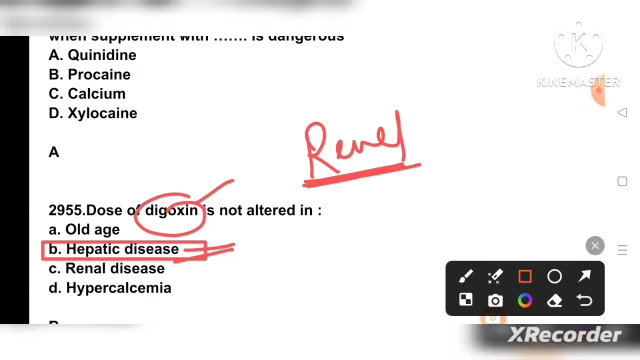 when supplement with ....... is dangerous
A. Quinidine
B. Procaine
C. Calcium
D. Xylocaine
A
2955.Dose of digoxin is not altered in :
a. Old age
b. Hepatic disease
c. Renal disease
d. Hypercalcemia
Renal
KINEMASTER
XRecorder